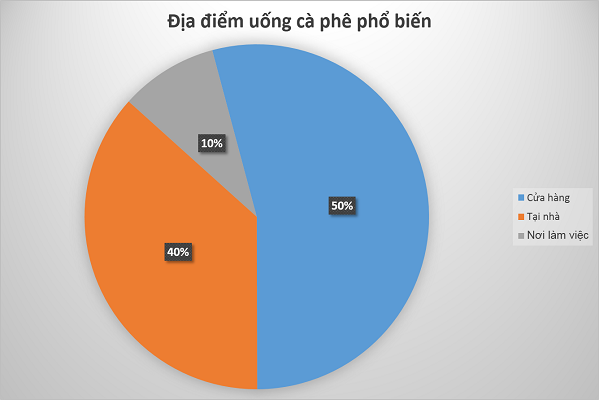 Địa điểm uống cà phê phổ biến
10%
50%
40%
Cửa hàng
Tại nhà
Nơi làm việc